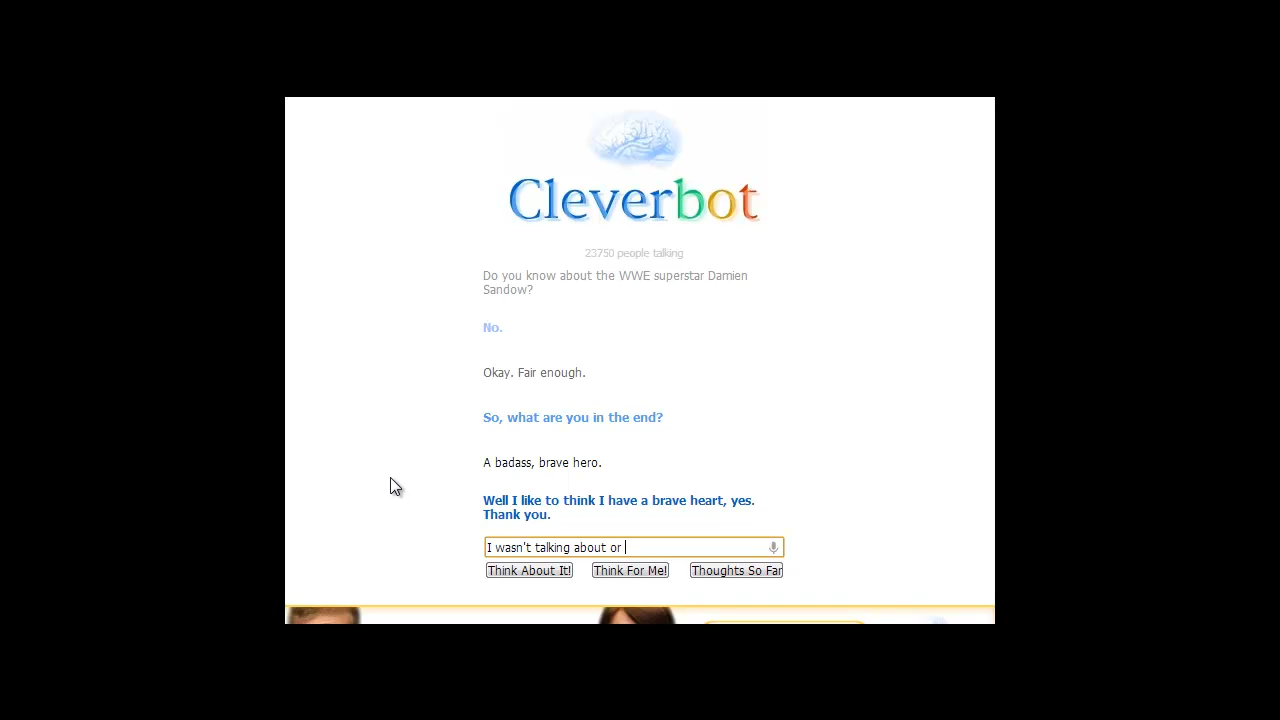 Cleverbot
23750 people talking
Do you know about the WWE superstar Damien
Sandow?
No.
Okay. Fair enough.
So, what are you in the end?
A badass, brave hero.
Well I like to think I have a brave heart, yes.
Thank you.
I wasn't talking about or
Think About It! Think For Me! Thoughts So Far